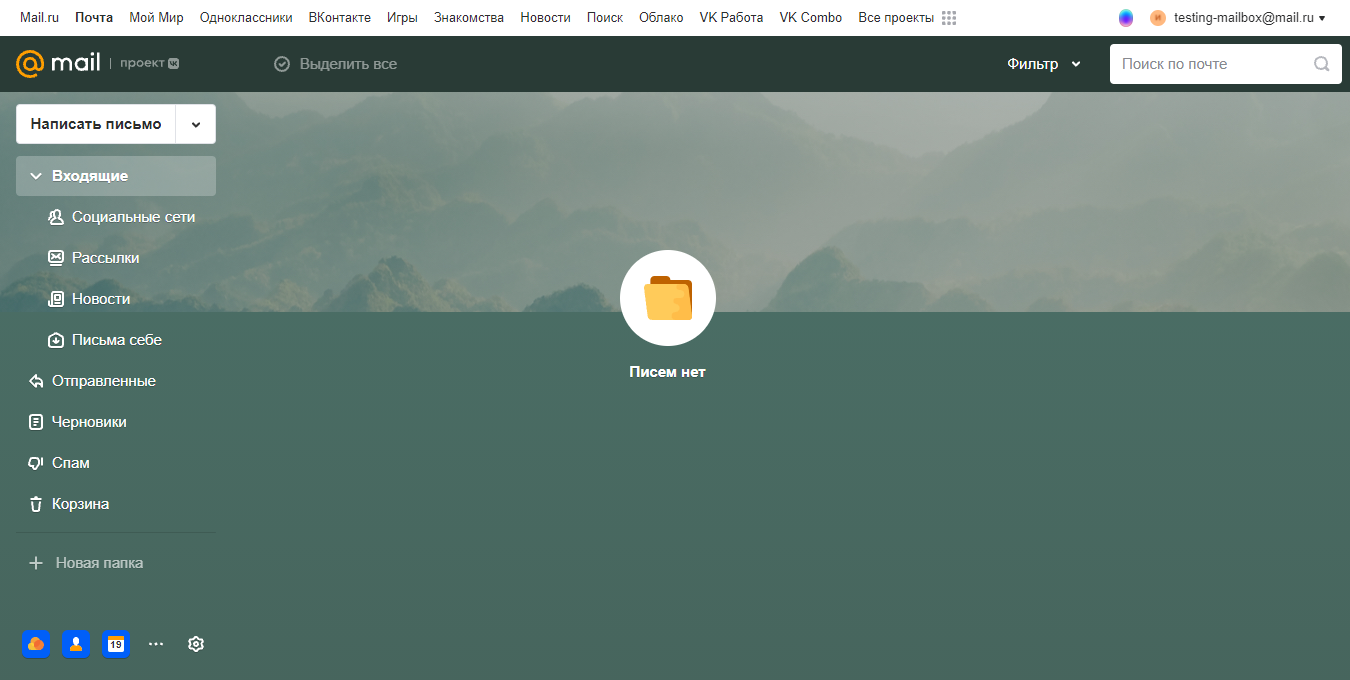 Mail.ru Почта Мой Мир Одноклассники ВКонтакте Игры Знакомства Новости Поиск Облако VK Работа VK Combo Все проекты И testing-mailbox@mail.ru
@mail проект Выделить все Фильтр Поиск по почте
Написать письмо
Входящие
Социальные сети
Рассылки
Новости
Письма себе
Писем нет
Отправленные
Черновики
Спам
Корзина
Новая папка
19